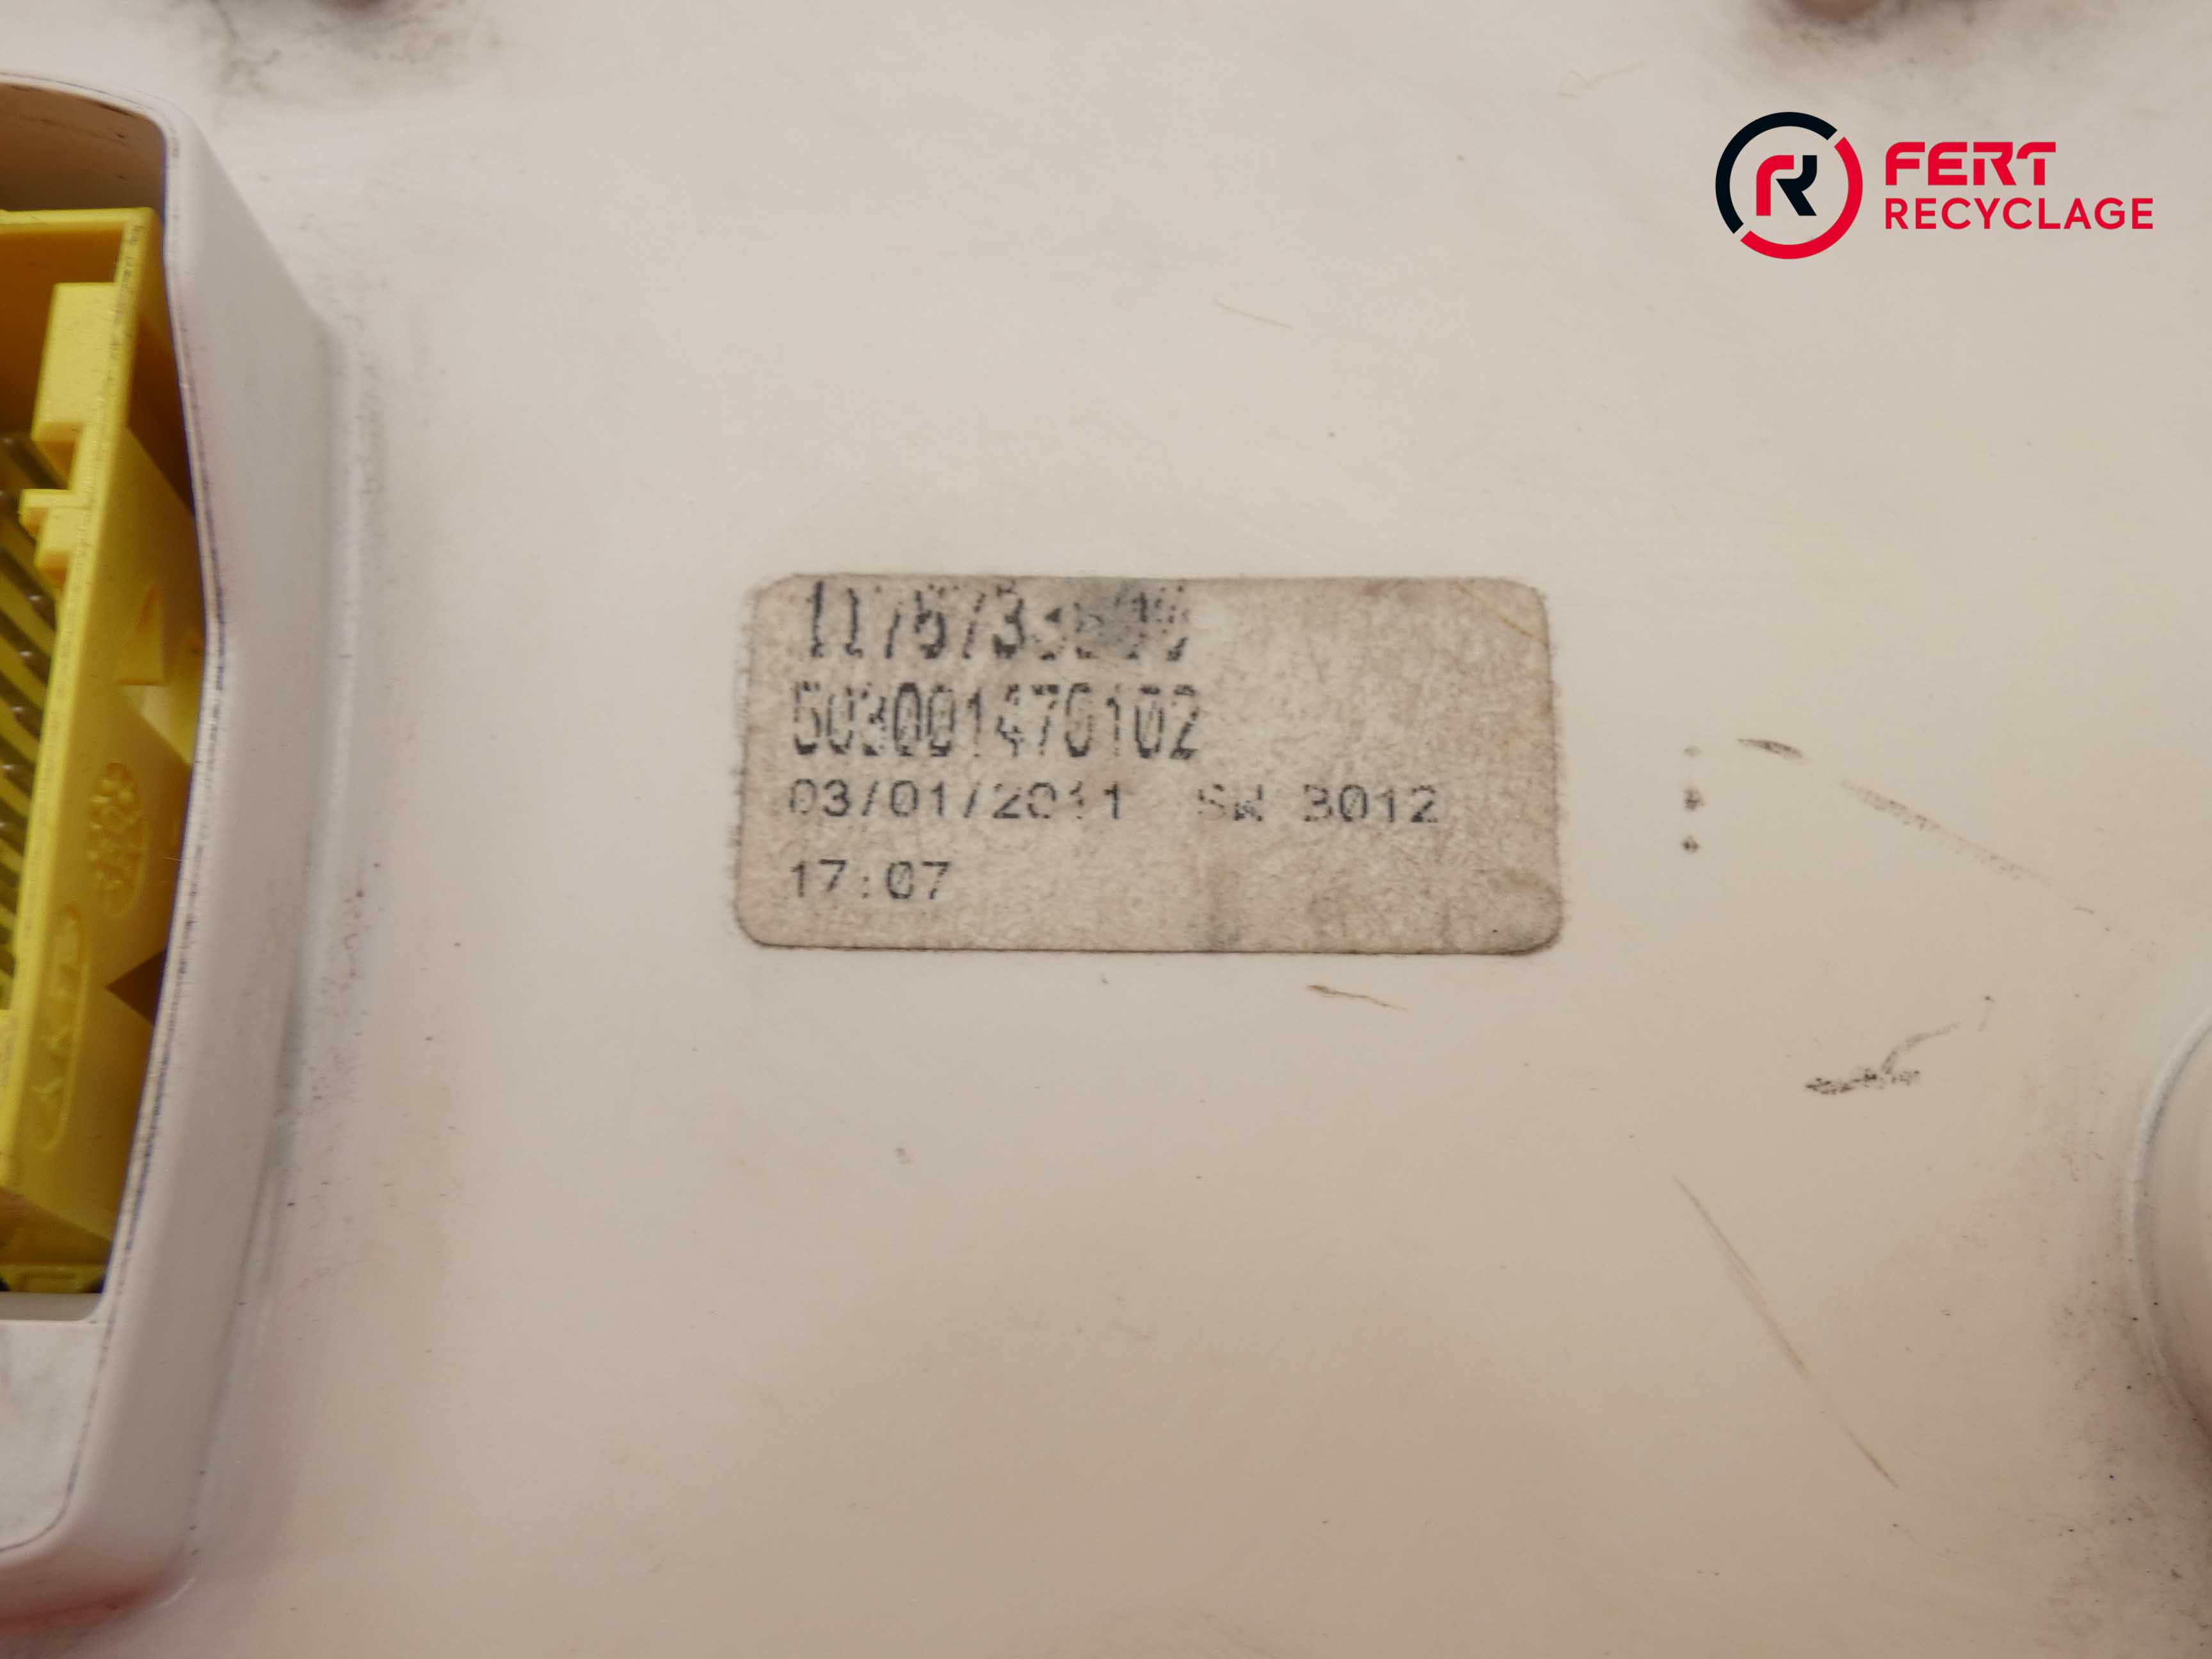 FERT
RECYCLAGE
503001470102
03/01/2011 SW 3012
17:07